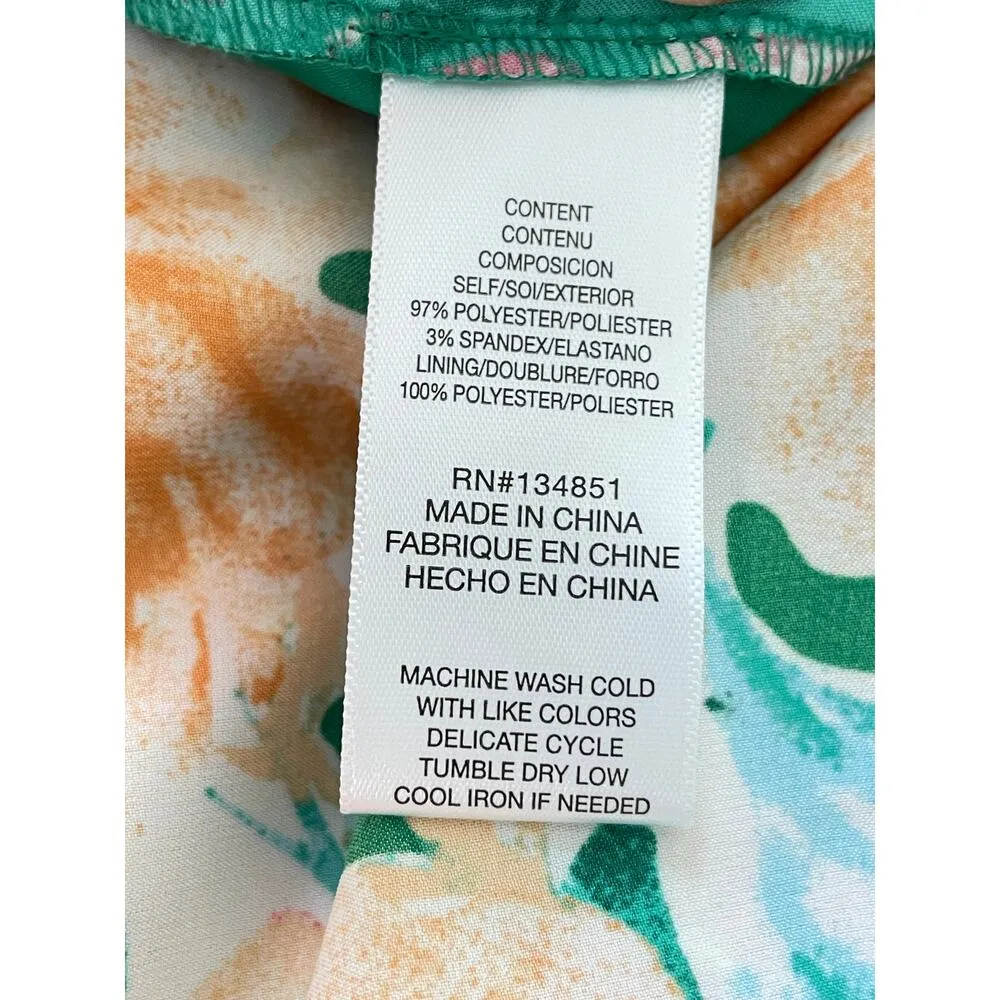 CONTENT
CONTENU
COMPOSICION
SELF/SOI/EXTERIOR
97% POLYESTER/POLIESTER
3% SPANDEX/ELASTANO
LINING/DOUBLURE/FORRO
100% POLYESTER/POLIESTER
RN#134851
MADE IN CHINA
FABRIQUE EN CHINE
HECHO EN CHINA
MACHINE WASH COLD
WITH LIKE COLORS
DELICATE CYCLE
TUMBLE DRY LOW
COOL IRON IF NEEDED